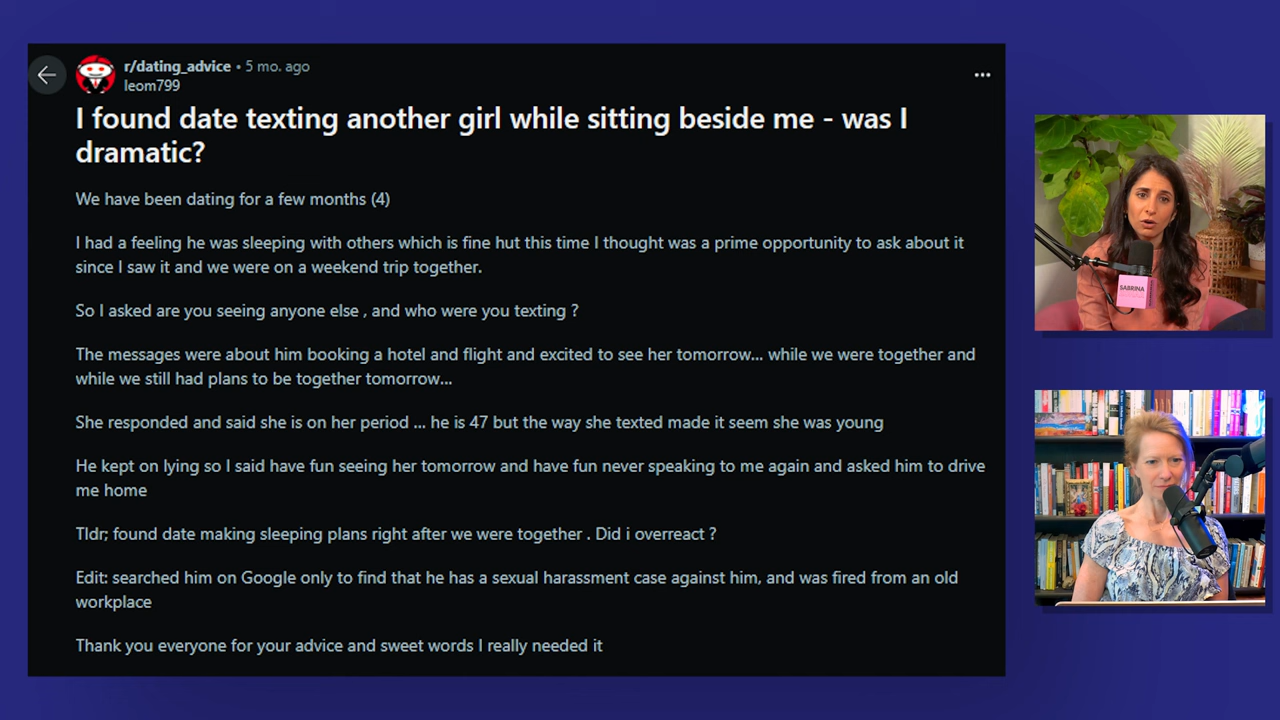 r/dating_advice • 5 mo. ago
leom799
I found date texting another girl while sitting beside me - was I
dramatic?
We have been dating for a few months (4)
I had a feeling he was sleeping with others which is fine hut this time I thought was a prime opportunity to ask about it
since I saw it and we were on a weekend trip together.
So I asked are you seeing anyone else , and who were you texting ?
The messages were about him booking a hotel and flight and excited to see her tomorrow... while we were together and
while we still had plans to be together tomorrow...
She responded and said she is on her period ... he is 47 but the way she texted made it seem she was young
He kept on lying so I said have fun seeing her tomorrow and have fun never speaking to me again and asked him to drive
me home
Tldr; found date making sleeping plans right after we were together . Did i overreact ?
Edit: searched him on Google only to find that he has a sexual harassment case against him, and was fired from an old
workplace
Thank you everyone for your advice and sweet words I really needed it
SABRINA